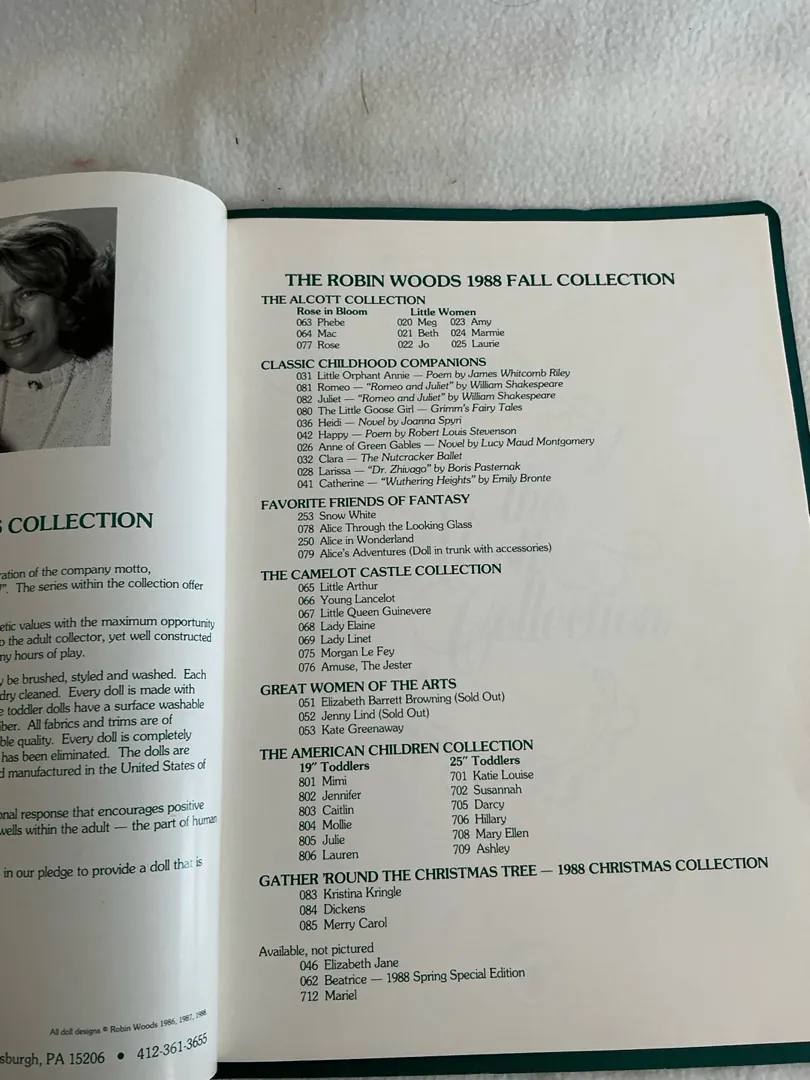 S COLLECTION
ration of the company motto,
". The series within the collection offer
etic values with the maximum opportunity
o the adult collector, yet well constructed
ny hours of play.
y be brushed, styled and washed. Each
dry cleaned. Every doll is made with
e toddler dolls have a surface washable
iber. All fabrics and trims are of
ble quality. Every doll is completely
has been eliminated. The dolls are
d manufactured in the United States of
onal response that encourages positive
wells within the adult — the part of human
in our pledge to provide a doll that is
All doll designs © Robin Woods 1986, 1987, 1988.
sburgh, PA 15206 • 412-361-3655
THE ROBIN WOODS 1988 FALL COLLECTION
THE ALCOTT COLLECTION
Rose in Bloom Little Women
063 Phebe 020 Meg 023 Amy
064 Mac 021 Beth 024 Marmie
077 Rose 022 Jo 025 Laurie
CLASSIC CHILDHOOD COMPANIONS
031 Little Orphant Annie — Poem by James Whitcomb Riley
081 Romeo — "Romeo and Juliet" by William Shakespeare
082 Juliet — "Romeo and Juliet" by William Shakespeare
080 The Little Goose Girl — Grimm's Fairy Tales
036 Heidi — Novel by Joanna Spyri
042 Happy — Poem by Robert Louis Stevenson
026 Anne of Green Gables — Novel by Lucy Maud Montgomery
032 Clara — The Nutcracker Ballet
028 Larissa — "Dr. Zhivago" by Boris Pasternak
041 Catherine — "Wuthering Heights" by Emily Bronte
FAVORITE FRIENDS OF FANTASY
253 Snow White
078 Alice Through the Looking Glass
250 Alice in Wonderland
079 Alice's Adventures (Doll in trunk with accessories)
THE CAMELOT CASTLE COLLECTION
065 Little Arthur
066 Young Lancelot
067 Little Queen Guinevere
068 Lady Elaine
069 Lady Linet
075 Morgan Le Fey
076 Amuse, The Jester
GREAT WOMEN OF THE ARTS
051 Elizabeth Barrett Browning (Sold Out)
052 Jenny Lind (Sold Out)
053 Kate Greenaway
THE AMERICAN CHILDREN COLLECTION
19" Toddlers 25" Toddlers
801 Mimi 701 Katie Louise
802 Jennifer 702 Susannah
803 Caitlin 705 Darcy
804 Mollie 706 Hillary
805 Julie 708 Mary Ellen
806 Lauren 709 Ashley
GATHER 'ROUND THE CHRISTMAS TREE — 1988 CHRISTMAS COLLECTION
083 Kristina Kringle
084 Dickens
085 Merry Carol
Available, not pictured
046 Elizabeth Jane
062 Beatrice — 1988 Spring Special Edition
712 Mariel